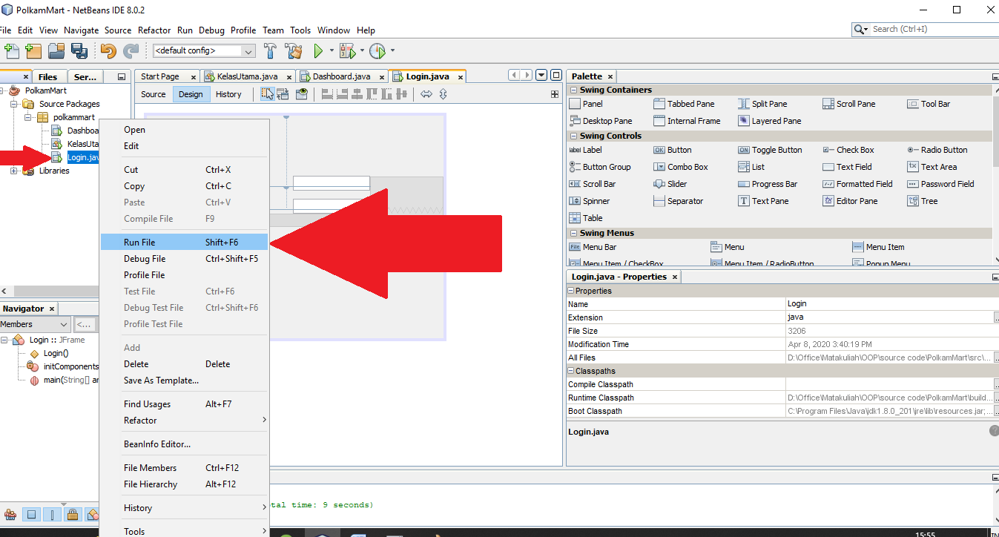 PolkamMart - NetBeans IDE 8.0.2
File Edit View Navigate Source Refactor Run Debug Profile Team Tools Window Help
Search (Ctrl+I)
<default config>
Files Ser...
Start Page KelasUtama.java Dashboard.java Login.java
Source Design History
PolkamMart
Source Packages
polkammart
Dashboa
KelasUta
Login.jav
Libraries
Open
Edit
Cut Ctrl+X
Copy Ctrl+C
Paste Ctrl+V
Compile File F9
Run File Shift+F6
Debug File Ctrl+Shift+F5
Profile File
Test File Ctrl+F6
Debug Test File Ctrl+Shift+F6
Profile Test File
Add
Delete Delete
Save As Template...
Find Usages Alt+F7
Refactor
BeanInfo Editor...
File Members Ctrl+F12
File Hierarchy Alt+F12
History
Tools
Navigator
Members <...
Login :: JFrame
Login()
initComponents
main(String[] ar
tal time: 9 seconds)
Palette
Swing Containers
Panel Tabbed Pane Split Pane Scroll Pane Tool Bar
Desktop Pane Internal Frame Layered Pane
Swing Controls
label Label OK Button ON Toggle Button Check Box Radio Button
Button Group Combo Box List Text Field Text Area
Scroll Bar Slider Progress Bar Formatted Field Password Field
Spinner Separator Text Pane Editor Pane Tree
Table
Swing Menus
File Menu Bar Menu Menu Item
Menu Item / CheckBox Menu Item / RadioButton Popup Menu
Login.java - Properties
Properties
Name Login
Extension java
File Size 3206
Modification Time Apr 8, 2020 3:40:19 PM
All Files D:\Office\Matakuliah\OOP\source code\PolkamMart\src\...
Classpaths
Compile Classpath
Runtime Classpath D:\Office\Matakuliah\OOP\source code\PolkamMart\build...
Boot Classpath C:\Program Files\Java\jdk1.8.0_201\jre\lib\resources.jar;...
Login.java
15:55
IN